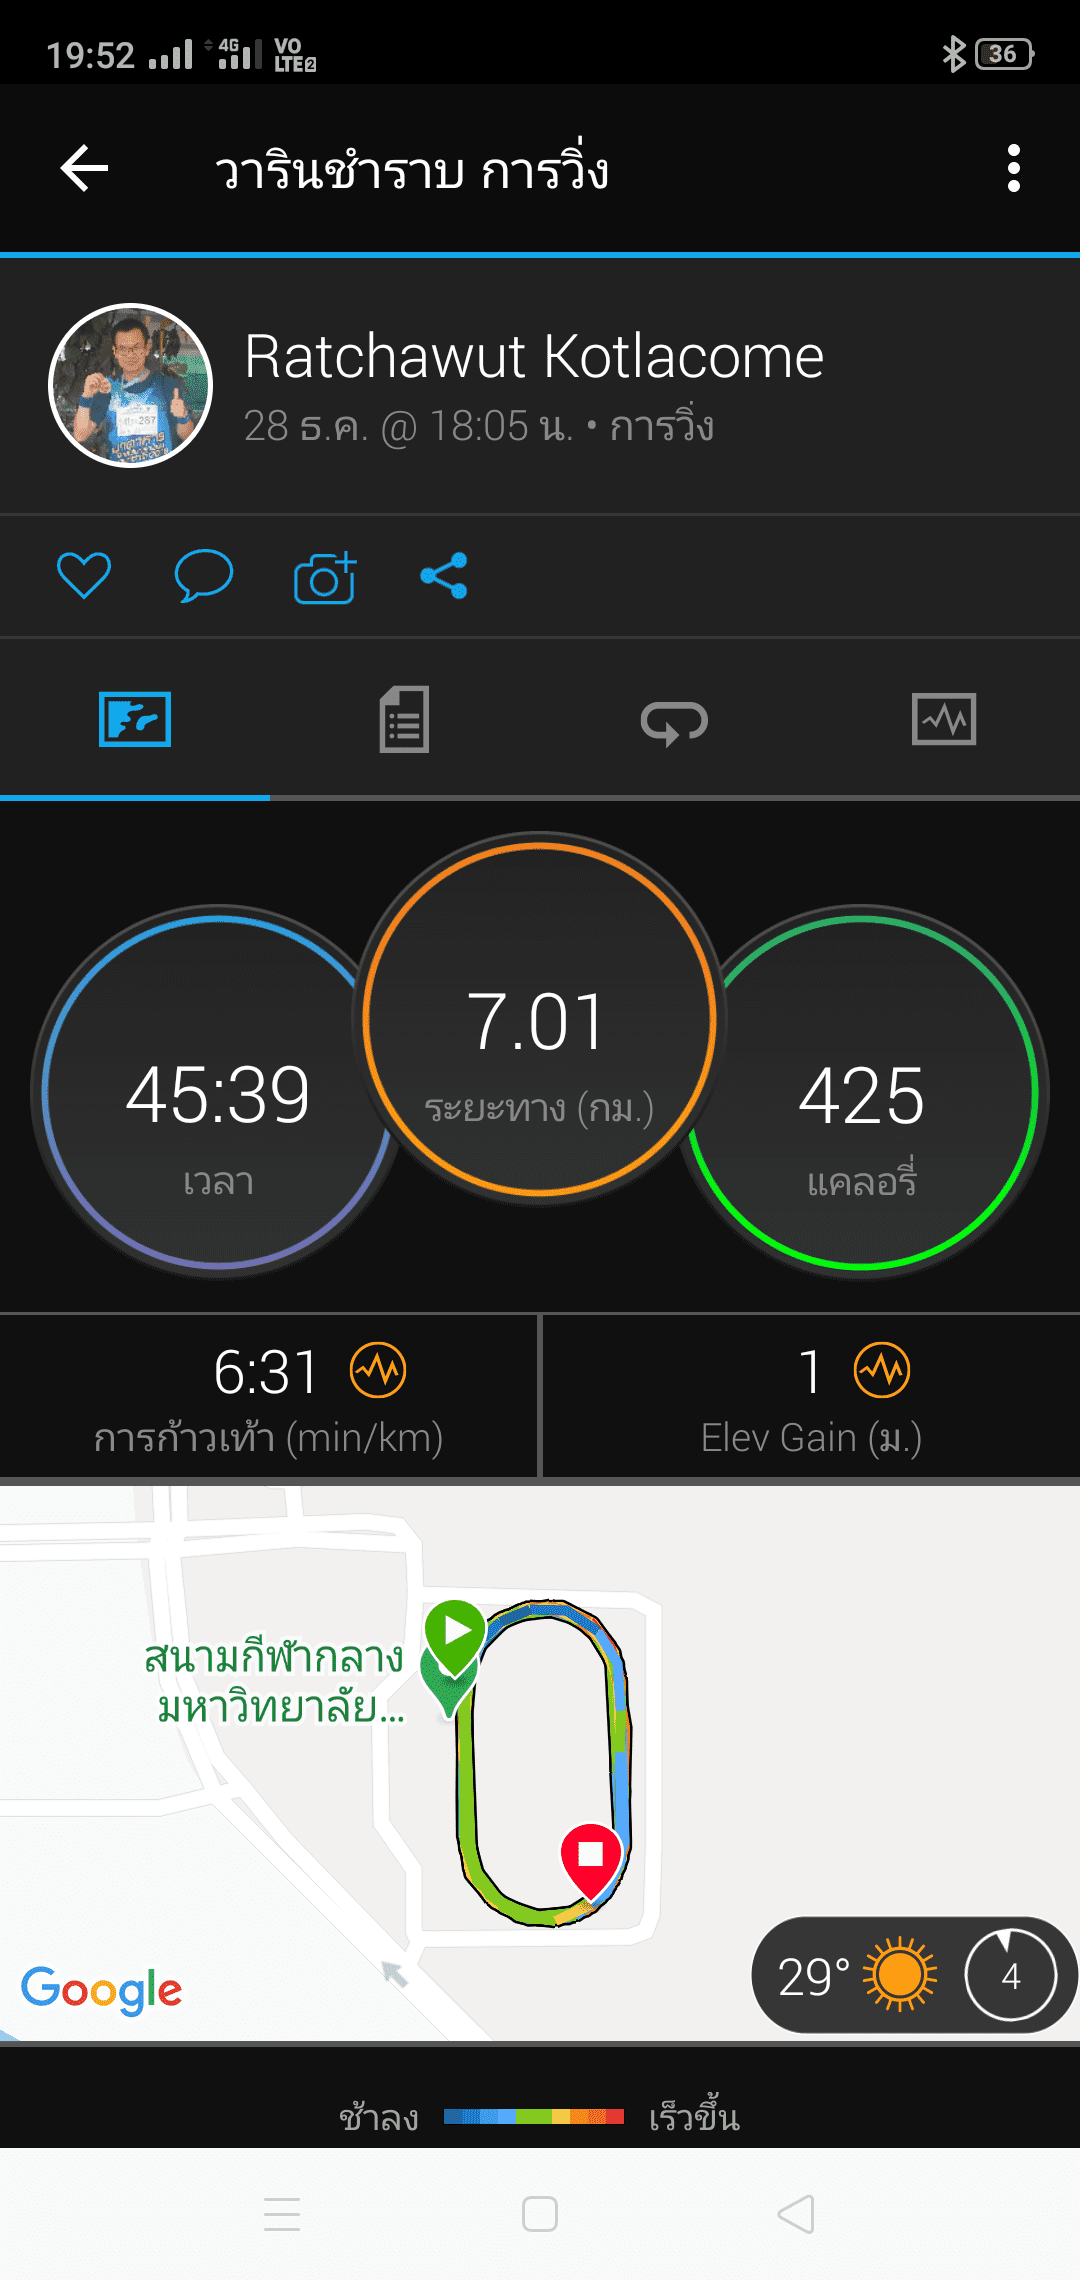 19:52 4G VO LTE2 36
วารินชำราบ การวิ่ง
Ratchawut Kotlacome
28 ธ.ค. @ 18:05 น. • การวิ่ง
7.01
ระยะทาง (กม.)
45:39
เวลา
425
แคลอรี่
6:31
การก้าวเท้า (min/km)
1
Elev Gain (ม.)
สนามกีฬากลาง
มหาวิทยาลัย...
Google
29° 4
ช้าลง เร็วขึ้น